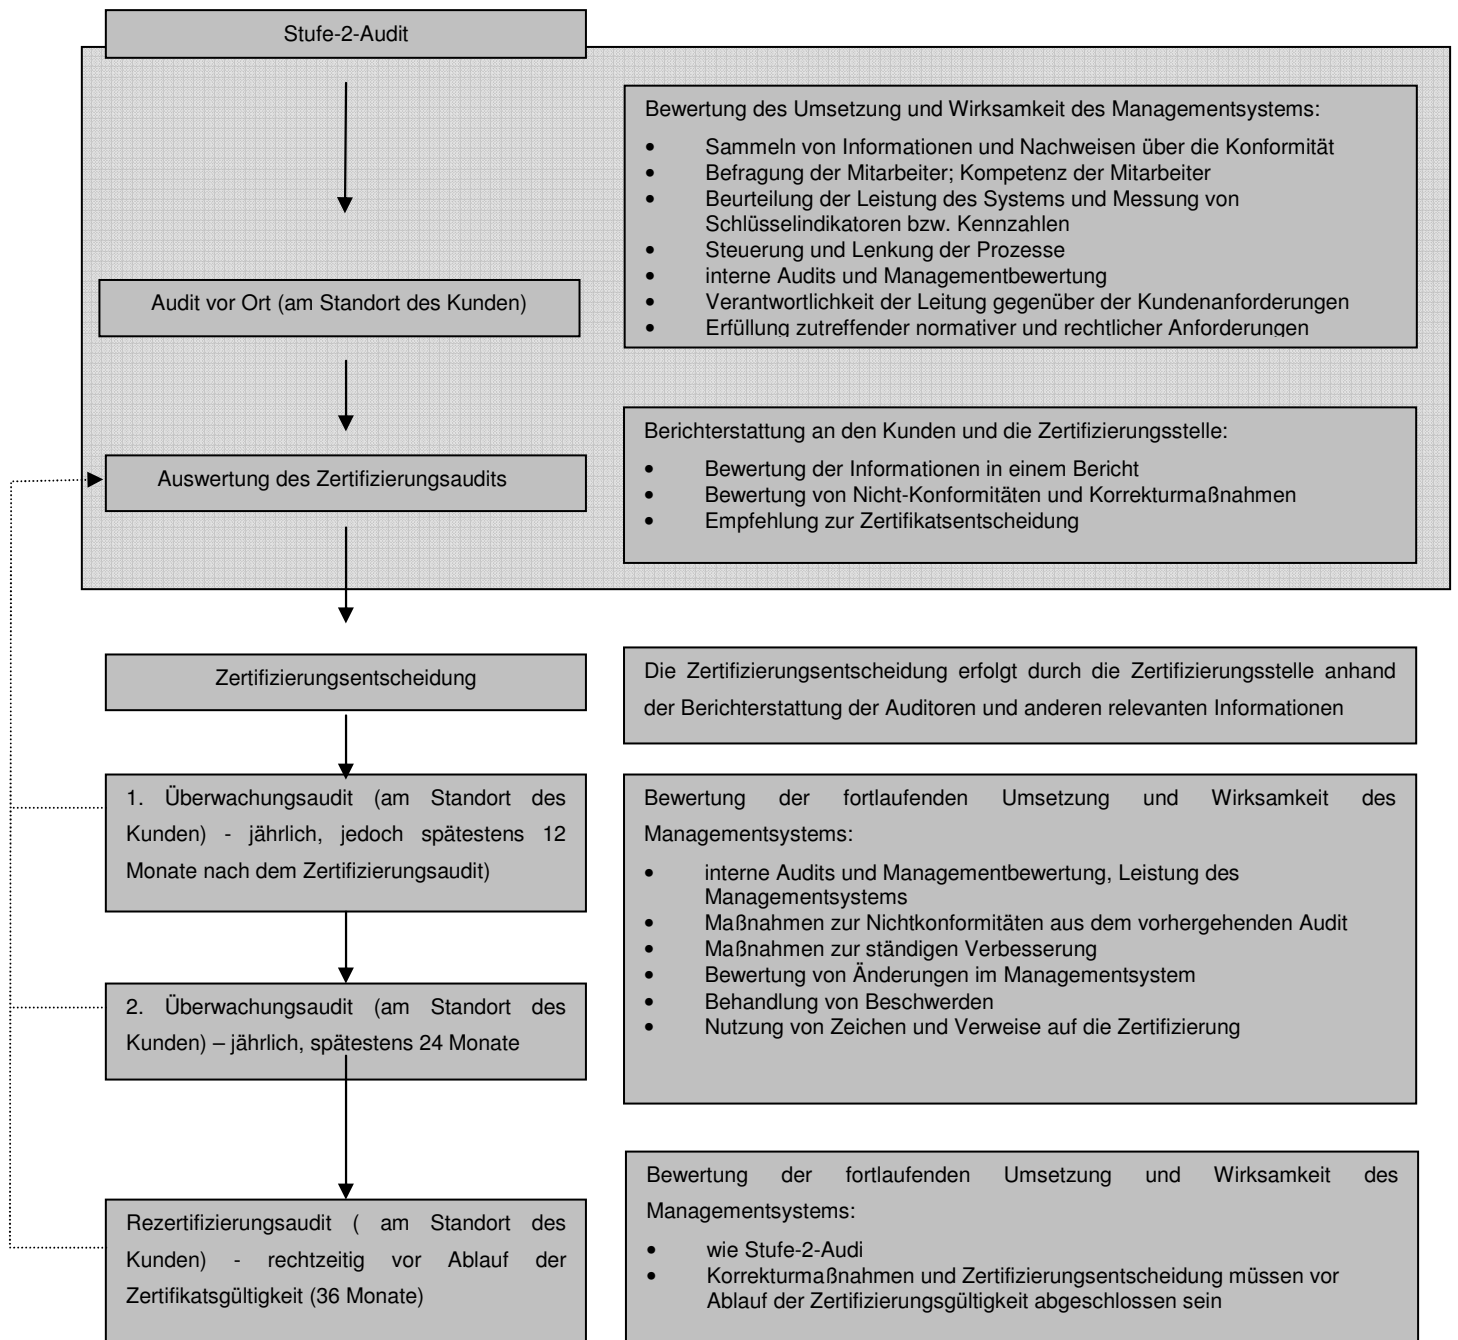 Stufe-2-Audit
Bewertung des Umsetzung und Wirksamkeit des Managementsystems:
• Sammeln von Informationen und Nachweisen über die Konformität
• Befragung der Mitarbeiter; Kompetenz der Mitarbeiter
• Beurteilung der Leistung des Systems und Messung von
Schlüsselindikatoren bzw. Kennzahlen
• Steuerung und Lenkung der Prozesse
• interne Audits und Managementbewertung
• Verantwortlichkeit der Leitung gegenüber der Kundenanforderungen
• Erfüllung zutreffender normativer und rechtlicher Anforderungen
Audit vor Ort (am Standort des Kunden)
Berichterstattung an den Kunden und die Zertifizierungsstelle:
• Bewertung der Informationen in einem Bericht
• Bewertung von Nicht-Konformitäten und Korrekturmaßnahmen
• Empfehlung zur Zertifikatsentscheidung
Auswertung des Zertifizierungsaudits
Zertifizierungsentscheidung
Die Zertifizierungsentscheidung erfolgt durch die Zertifizierungsstelle anhand
der Berichterstattung der Auditoren und anderen relevanten Informationen
1. Überwachungsaudit (am Standort des
Kunden) - jährlich, jedoch spätestens 12
Monate nach dem Zertifizierungsaudit)
Bewertung der fortlaufenden Umsetzung und Wirksamkeit des
Managementsystems:
• interne Audits und Managementbewertung, Leistung des
Managementsystems
• Maßnahmen zur Nichtkonformitäten aus dem vorhergehenden Audit
• Maßnahmen zur ständigen Verbesserung
• Bewertung von Änderungen im Managementsystem
• Behandlung von Beschwerden
• Nutzung von Zeichen und Verweise auf die Zertifizierung
2. Überwachungsaudit (am Standort des
Kunden) – jährlich, spätestens 24 Monate
Rezertifizierungsaudit ( am Standort des
Kunden) - rechtzeitig vor Ablauf der
Zertifikatsgültigkeit (36 Monate)
Bewertung der fortlaufenden Umsetzung und Wirksamkeit des
Managementsystems:
• wie Stufe-2-Audi
• Korrekturmaßnahmen und Zertifizierungsentscheidung müssen vor
Ablauf der Zertifizierungsgültigkeit abgeschlossen sein